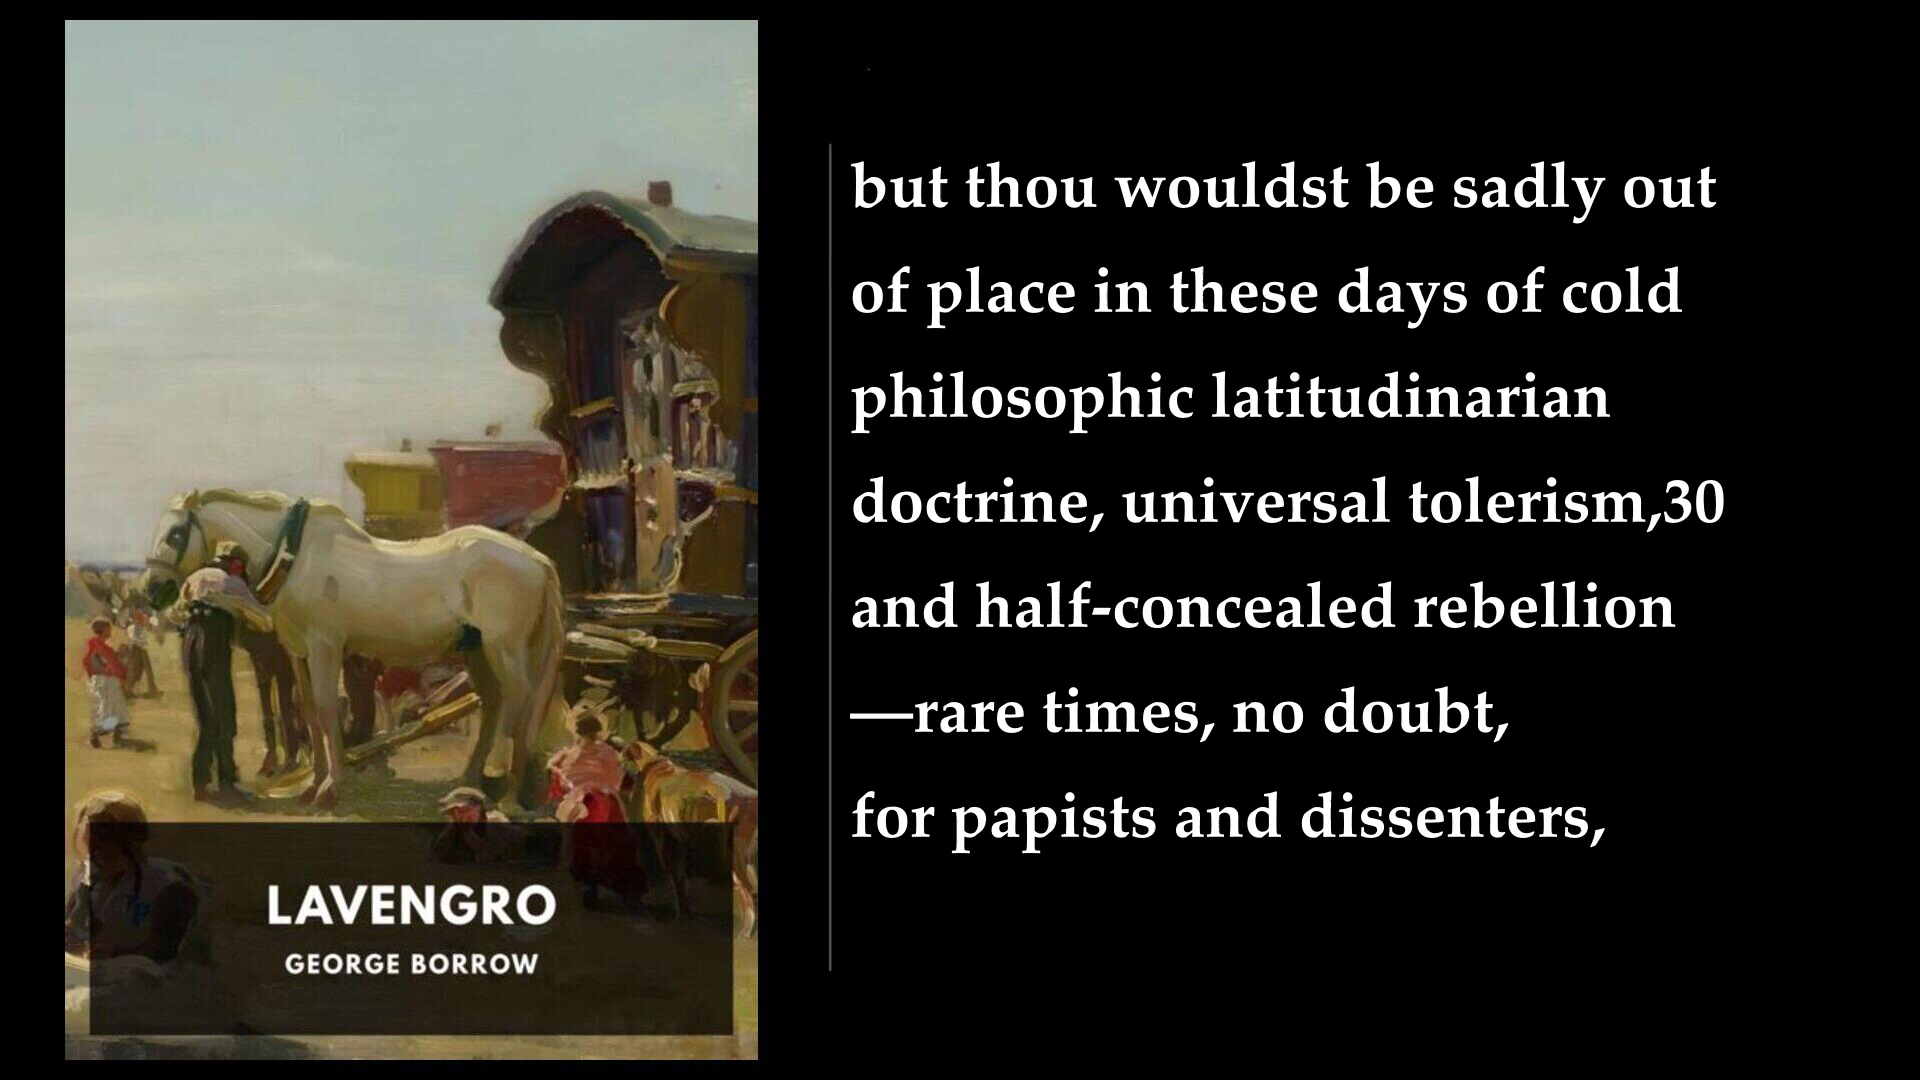 but thou wouldst be sadly out
of place in these days of cold
philosophic latitudinarian
doctrine, universal tolerism,30
and half-concealed rebellion
—rare times, no doubt,
for papists and dissenters,
LAVENGRO
GEORGE BORROW